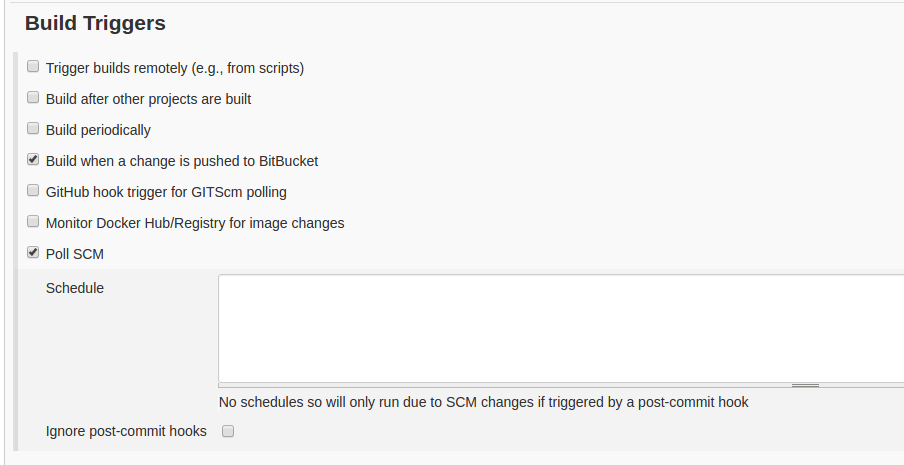 Build Triggers
Trigger builds remotely (e.g., from scripts)
Build after other projects are built
Build periodically
Build when a change is pushed to BitBucket
GitHub hook trigger for GITScm polling
Monitor Docker Hub/Registry for image changes
Poll SCM
Schedule
No schedules so will only run due to SCM changes if triggered by a post-commit hook
Ignore post-commit hooks